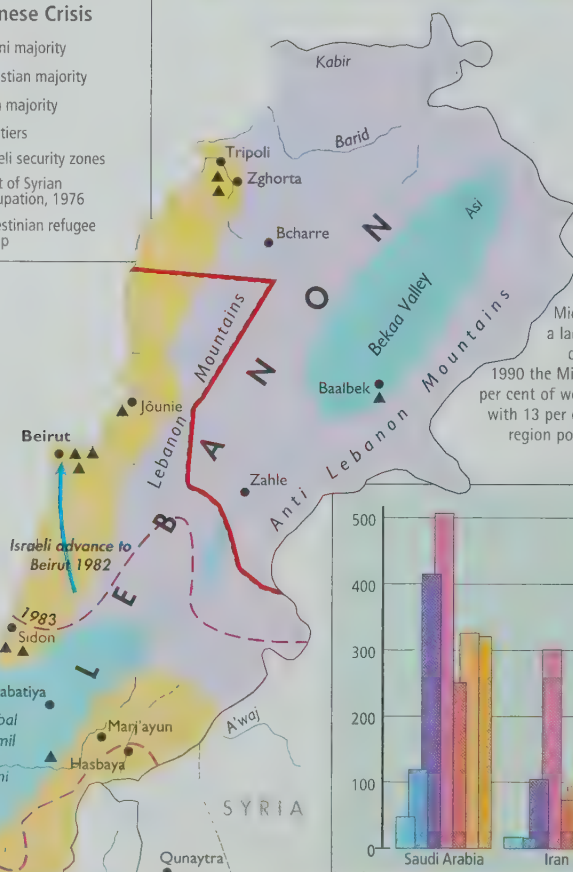 nese Crisis
ni majority
stian majority
majority
tiers
eli security zones
t of Syrian
upation, 1976
estinian refugee
p
Kabir
Barid
Tripoli
Zghorta
Bcharre
Asi
Bekaa Valley
Lebanon Mountains
Anti Lebanon Mountains
LEBANON
Baalbek
Jôunie
Beirut
Zahle
Israeli advance to
Beirut 1982
1983
Sidon
abatiya
bal
mil
ni
Marj'ayun
Hasbaya
A'waj
SYRIA
Qunaytra
Mid
a la
1990 the Mi
per cent of wo
with 13 per
region po
500
400
300
200
100
0
Saudi Arabia
Iran